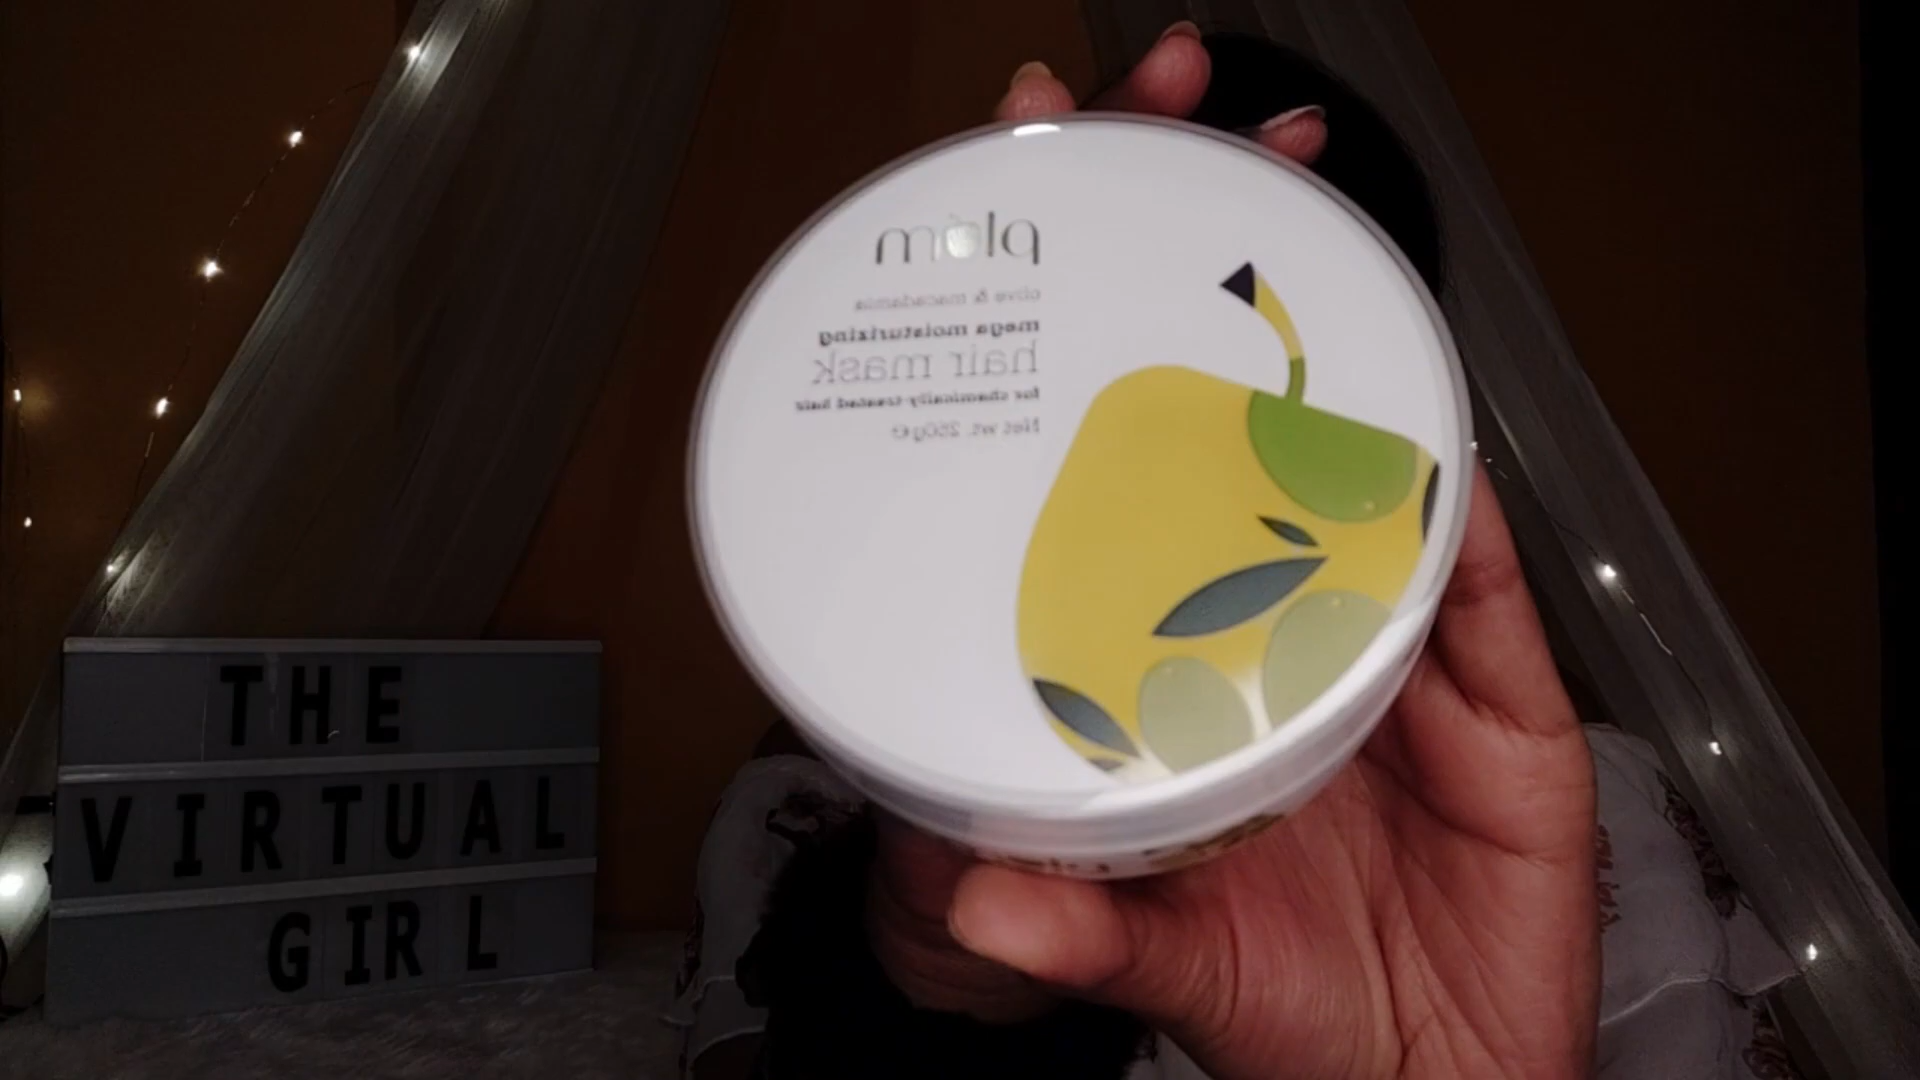 THE
VIRTUAL
GIRL
plum
olive & macadamia
mega moisturizing
hair mask
for chemically-treated hair
Net wt. 250g e